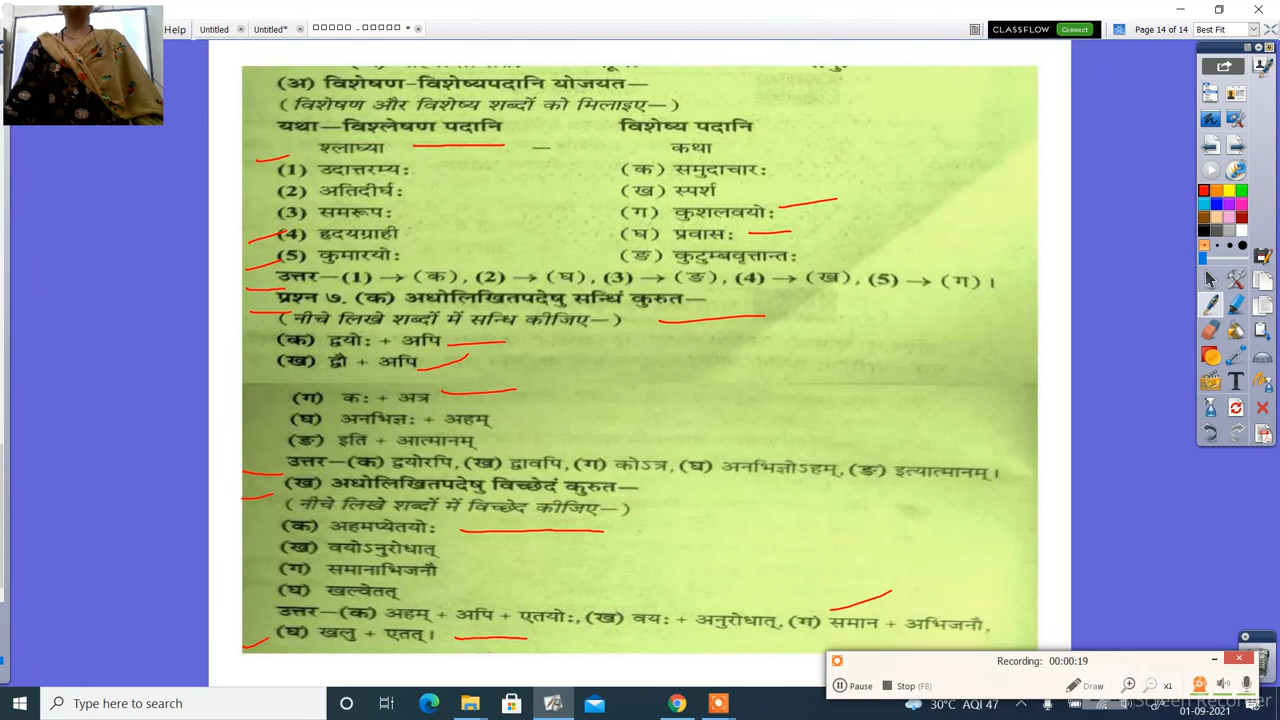 Help Untitled Untitled* CLASSFLOW Connect Page 14 of 14 Best Fit
(अ) विशेषण-विशेष्यपदानि योजयत—
(विशेषण और विशेष्य शब्दों को मिलाइए—)
यथा—विश्लेषण पदानि विशेष्य पदानि
श्लाघ्या — कथा
(1) उदात्तरम्यः (क) समुदाचारः
(2) अतिदीर्घः (ख) स्पर्श
(3) समरूपः (ग) कुशलवयोः
(4) हृदयग्राही (घ) प्रवासः
(5) कुमारयोः (ङ) कुटुम्बवृत्तान्तः
उत्तर—(1) → (क), (2) → (घ), (3) → (ङ), (4) → (ख), (5) → (ग)।
प्रश्न ७. (क) अधोलिखितपदेषु सन्धिं कुरुत—
(नीचे लिखे शब्दों में सन्धि कीजिए—)
(क) द्वयोः + अपि
(ख) द्वौ + अपि
(ग) कः + अत्र
(घ) अनभिज्ञः + अहम्
(ङ) इति + आत्मानम्
उत्तर—(क) द्वयोरपि, (ख) द्वावपि, (ग) कोऽत्र, (घ) अनभिज्ञोऽहम्, (ङ) इत्यात्मानम्।
(ख) अधोलिखितपदेषु विच्छेदं कुरुत—
(नीचे लिखे शब्दों में विच्छेद कीजिए—)
(क) अहमप्येतयोः
(ख) वयोऽनुरोधात्
(ग) समानाभिजनौ
(घ) खल्वेतत्
उत्तर—(क) अहम् + अपि + एतयोः, (ख) वयः + अनुरोधात्, (ग) समान + अभिजनौ,
(घ) खलु + एतत्।
Recording: 00:00:19
Pause Stop (F8) Draw x1
Type here to search 30°C AQI 47 01-09-2021
Screen Recorder